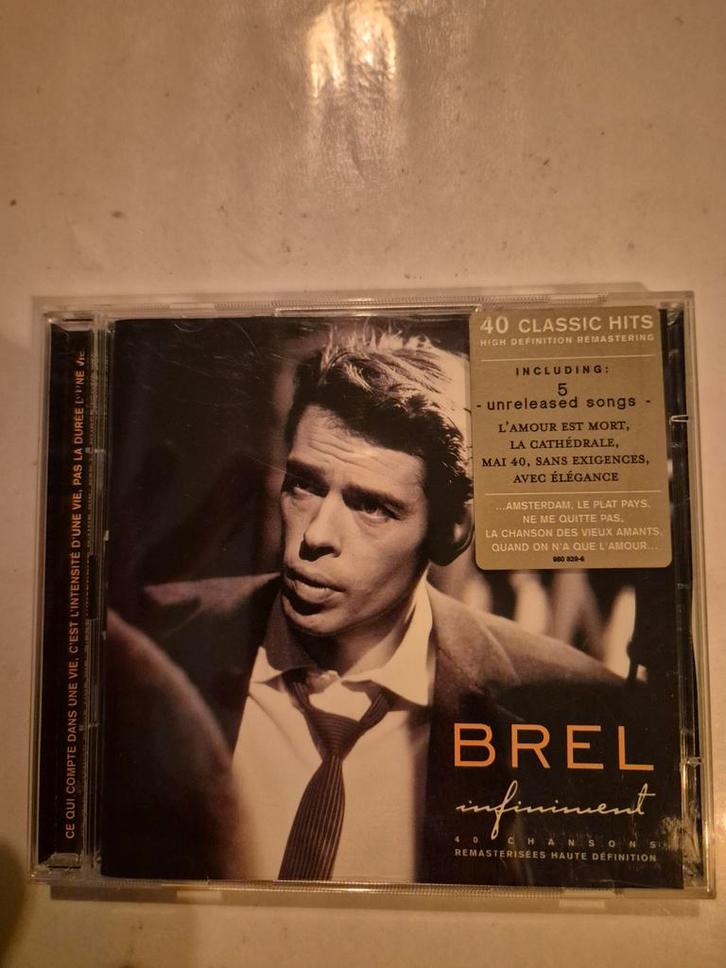 CE QUI COMPTE DANS UNE VIE, C'EST L'INTENSITÉ D'UNE VIE, PAS LA DURÉE D'UNE VIE.
40 CLASSIC HITS
HIGH DEFINITION REMASTERING
INCLUDING:
5
- unreleased songs -
L'AMOUR EST MORT,
LA CATHÉDRALE,
MAI 40, SANS EXIGENCES,
AVEC ÉLÉGANCE
...AMSTERDAM, LE PLAT PAYS,
NE ME QUITTE PAS,
LA CHANSON DES VIEUX AMANTS,
QUAND ON N'A QUE L'AMOUR...
980 829-6
BREL
infiniment
40 CHANSONS
REMASTERISÉES HAUTE DÉFINITION